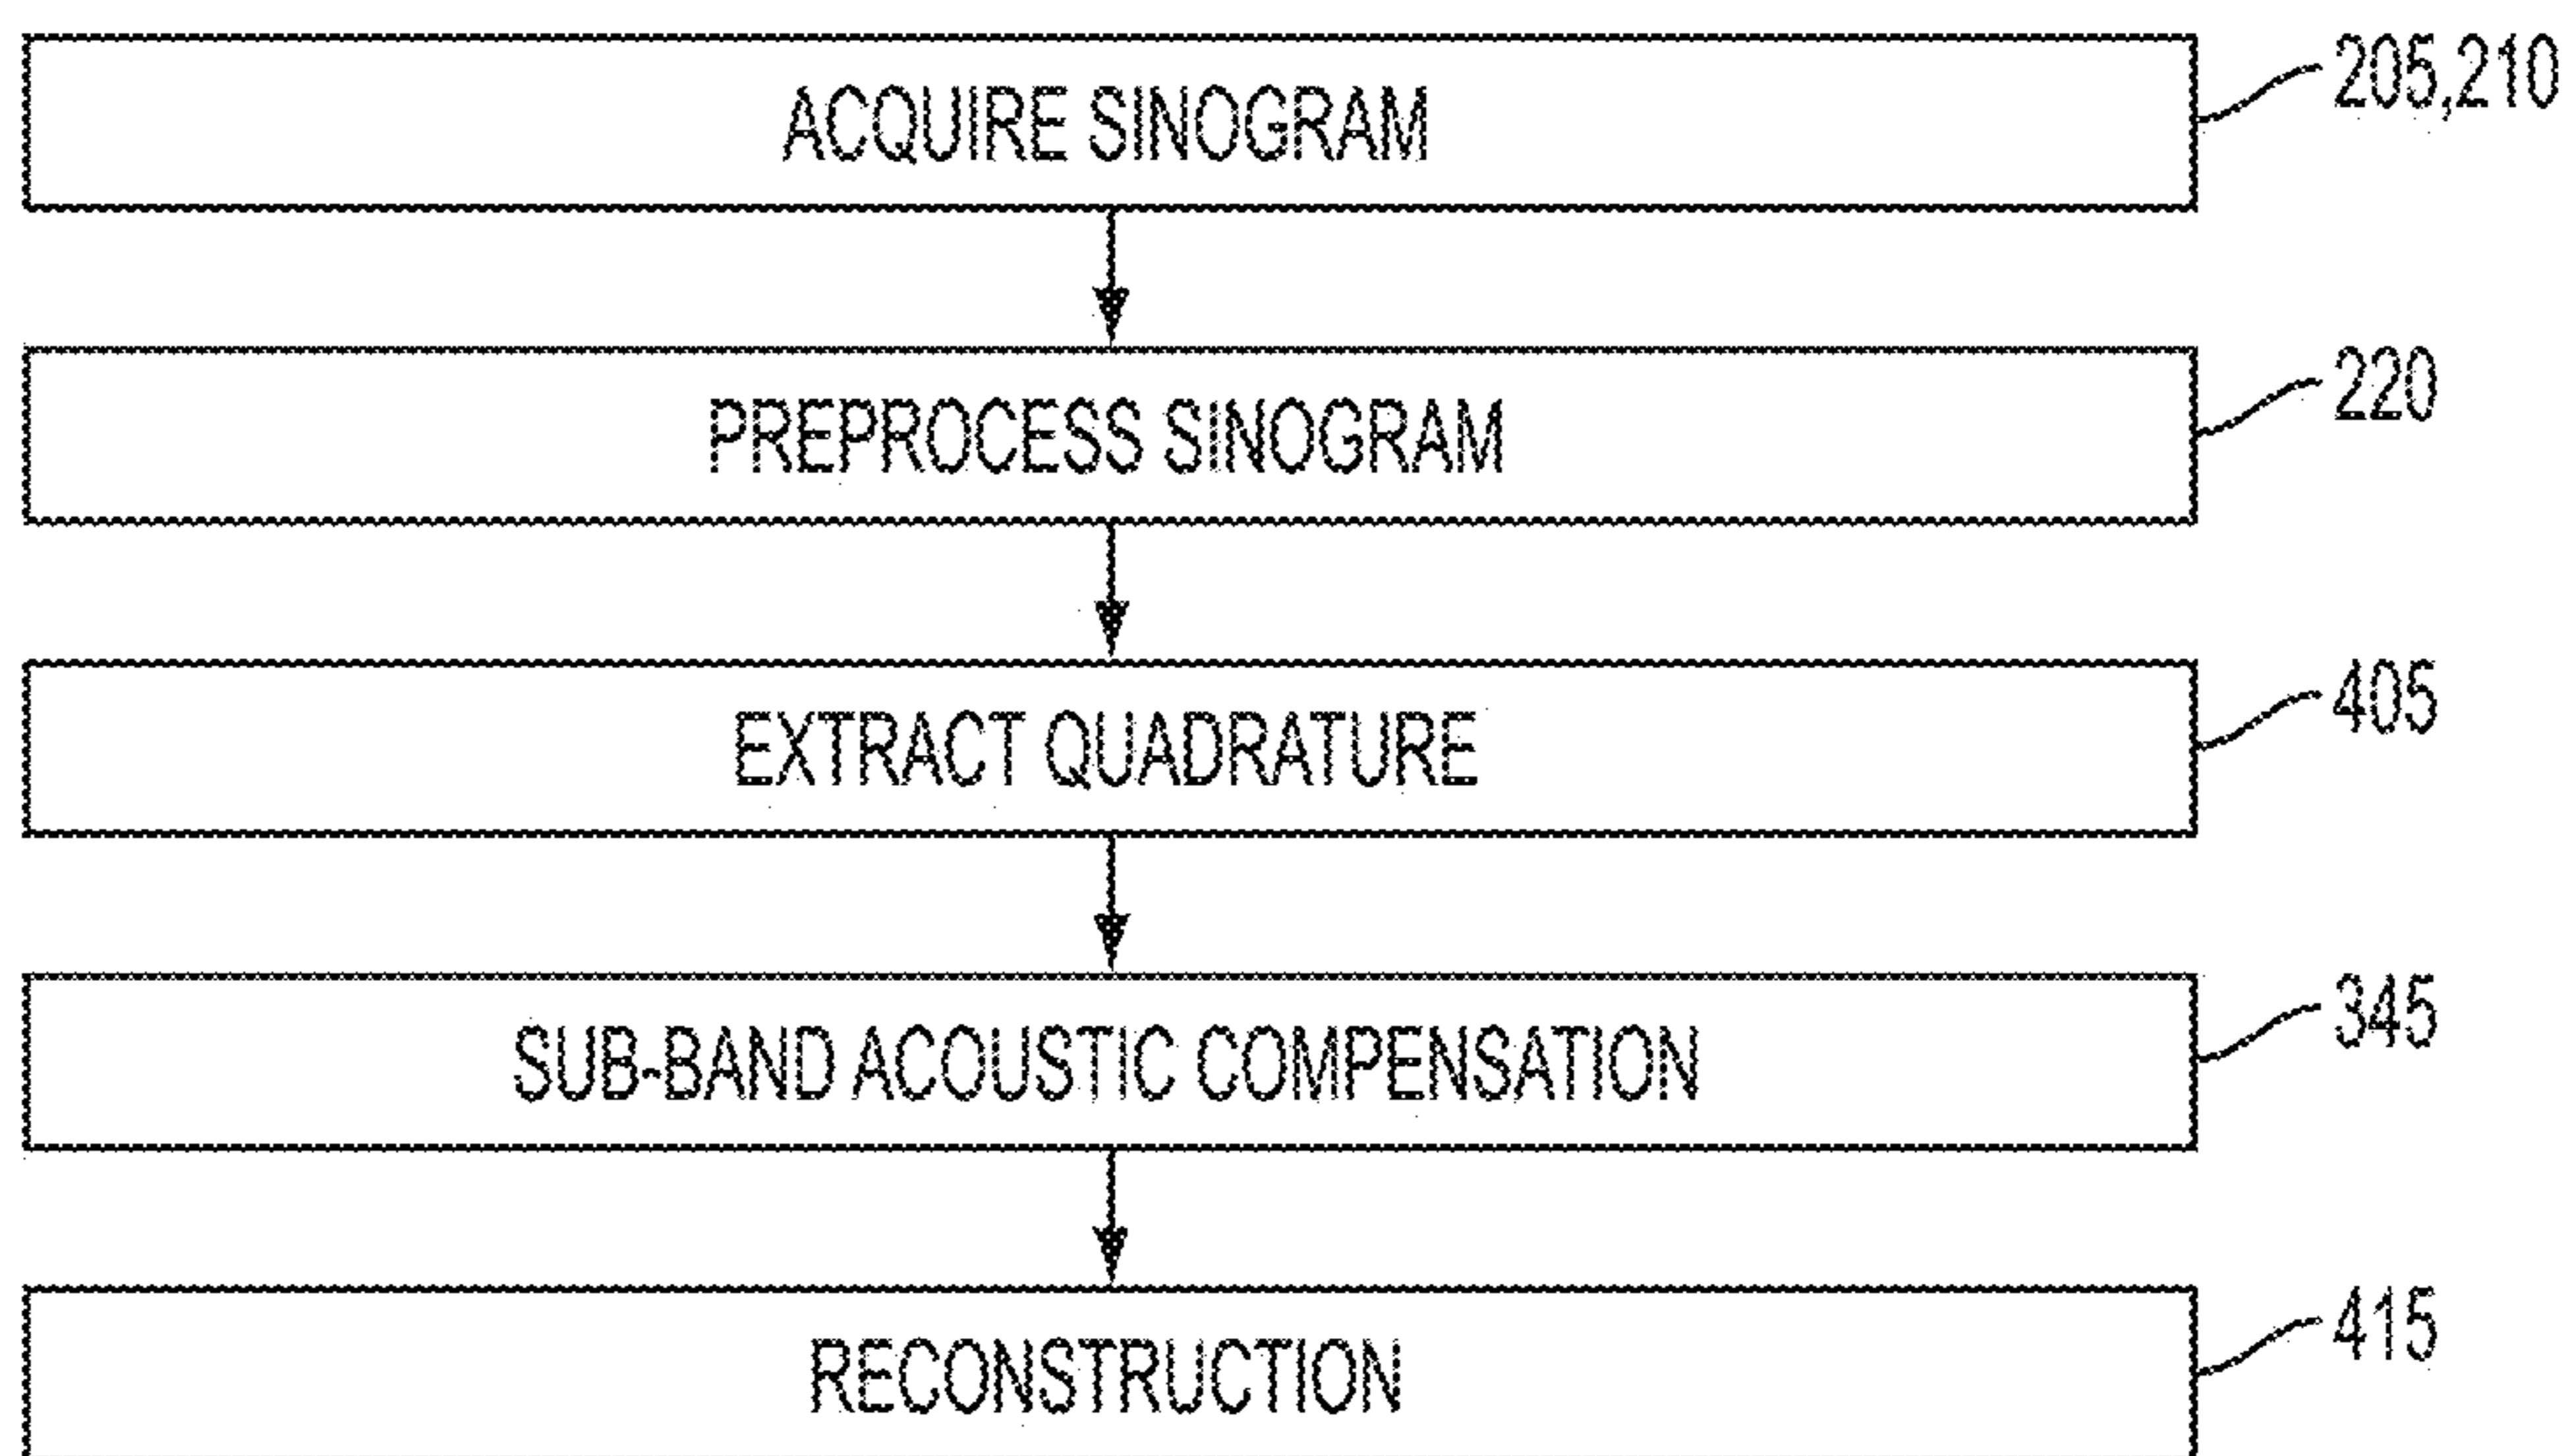 ACQUIRE SINOGRAM 205,210
PREPROCESS SINOGRAM 220
EXTRACT QUADRATURE 405
SUB-BAND ACOUSTIC COMPENSATION 345
RECONSTRUCTION 415